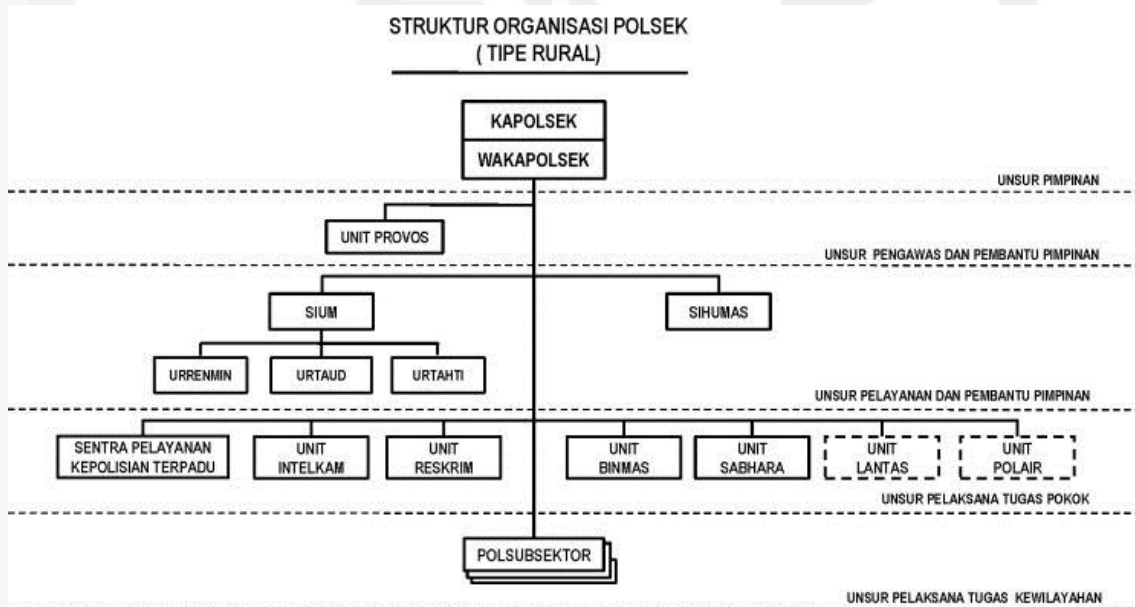 STRUKTUR ORGANISASI POLSEK
( TIPE RURAL)
KAPOLSEK
WAKAPOLSEK
UNSUR PIMPINAN
UNIT PROVOS
UNSUR PENGAWAS DAN PEMBANTU PIMPINAN
SIUM
SIHUMAS
URRENMIN
URTAUD
URTAHTI
UNSUR PELAYANAN DAN PEMBANTU PIMPINAN
SENTRA PELAYANAN
KEPOLISIAN TERPADU
UNIT
INTELKAM
UNIT
RESKRIM
UNIT
BINMAS
UNIT
SABHARA
UNIT
LANTAS
UNIT
POLAIR
UNSUR PELAKSANA TUGAS POKOK
POLSUBSEKTOR
UNSUR PELAKSANA TUGAS KEWILAYAHAN